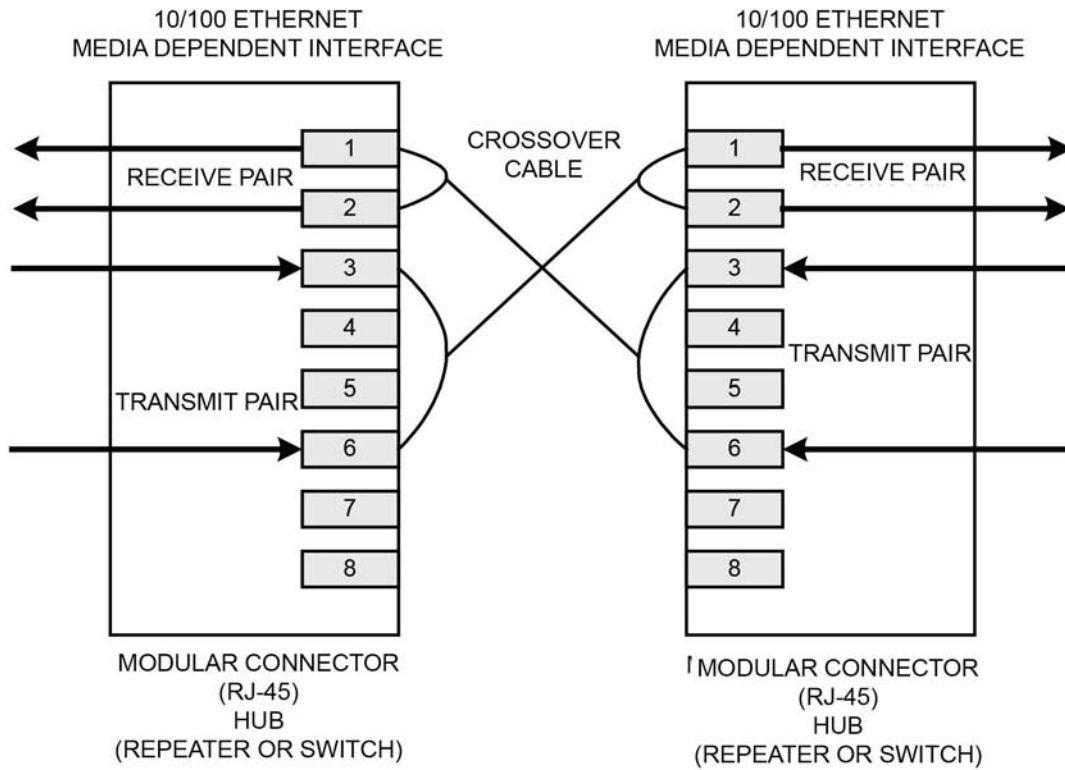 10/100 ETHERNET
MEDIA DEPENDENT INTERFACE
10/100 ETHERNET
MEDIA DEPENDENT INTERFACE
CROSSOVER
CABLE
1
RECEIVE PAIR
2
3
4
5
TRANSMIT PAIR
6
7
8
1
RECEIVE PAIR
2
3
4
TRANSMIT PAIR
5
6
7
8
MODULAR CONNECTOR
(RJ-45)
HUB
(REPEATER OR SWITCH)
MODULAR CONNECTOR
(RJ-45)
HUB
(REPEATER OR SWITCH)